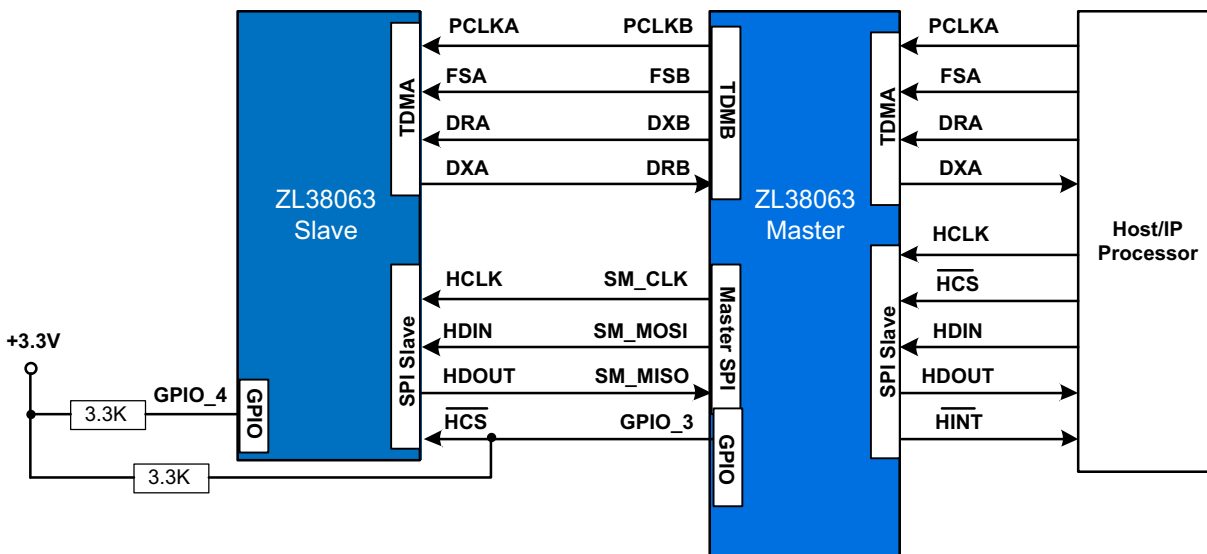 PCLKA PCLKB PCLKA
FSA FSB FSA
DRA DXB DRA
DXA DRB DXA
TDMA
TDMB
TDMA
ZL38063
Slave
ZL38063
Master
Host/IP
Processor
HCLK
HCS
HDIN
HDOUT
HINT
HCLK SM_CLK
HDIN SM_MOSI
HDOUT SM_MISO
HCS GPIO_3
SPI Slave
Master SPI
SPI Slave
GPIO
GPIO
+3.3V
GPIO_4
3.3K
3.3K